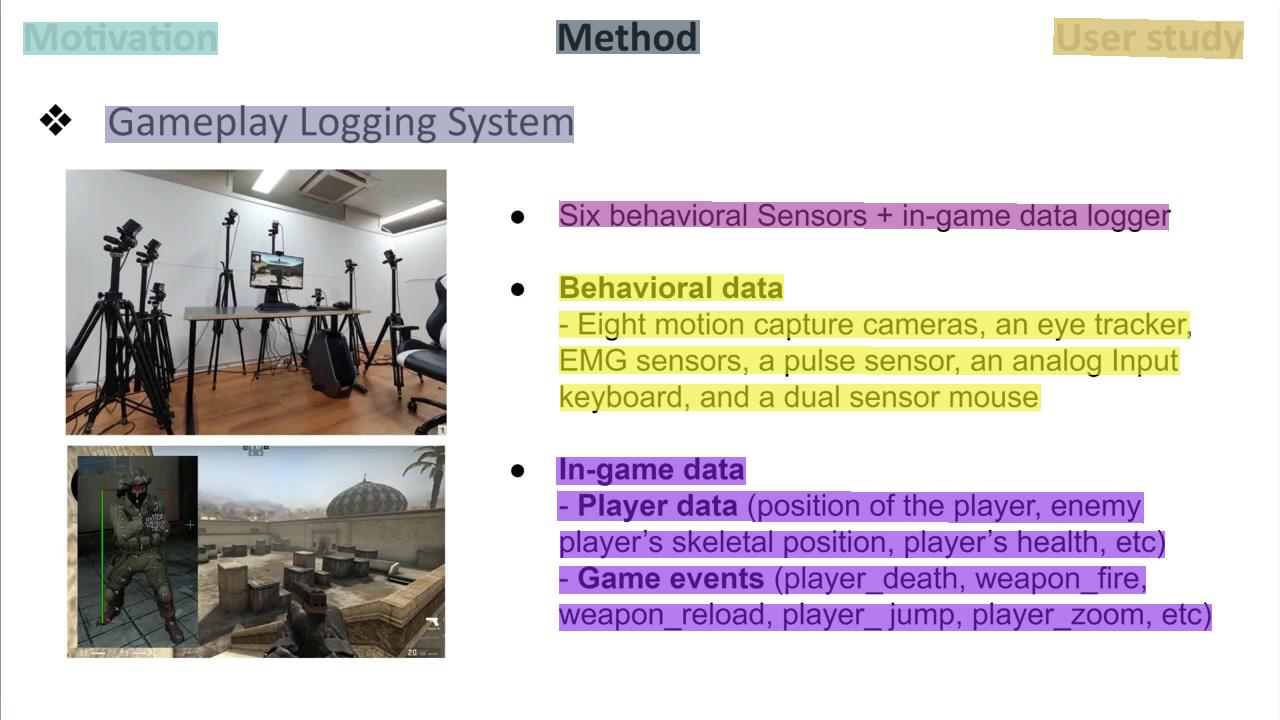 Motivation
Method
User study
❖ Gameplay Logging System
● Six behavioral Sensors + in-game data logger
● Behavioral data
- Eight motion capture cameras, an eye tracker,
EMG sensors, a pulse sensor, an analog Input
keyboard, and a dual sensor mouse
● In-game data
- Player data (position of the player, enemy
player’s skeletal position, player’s health, etc)
- Game events (player_death, weapon_fire,
weapon_reload, player_ jump, player_zoom, etc)
1
20